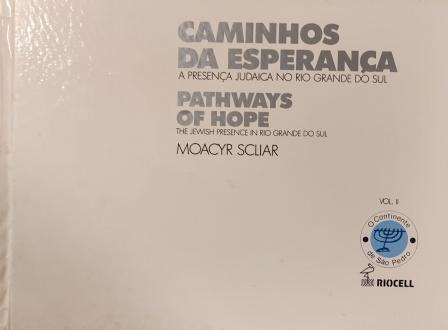 CAMINHOS
DA ESPERANÇA
A PRESENÇA JUDAICA NO RIO GRANDE DO SUL
PATHWAYS
OF HOPE
THE JEWISH PRESENCE IN RIO GRANDE DO SUL
MOACYR SCLIAR
VOL. II
O Continente
de São Pedro
RIOCELL